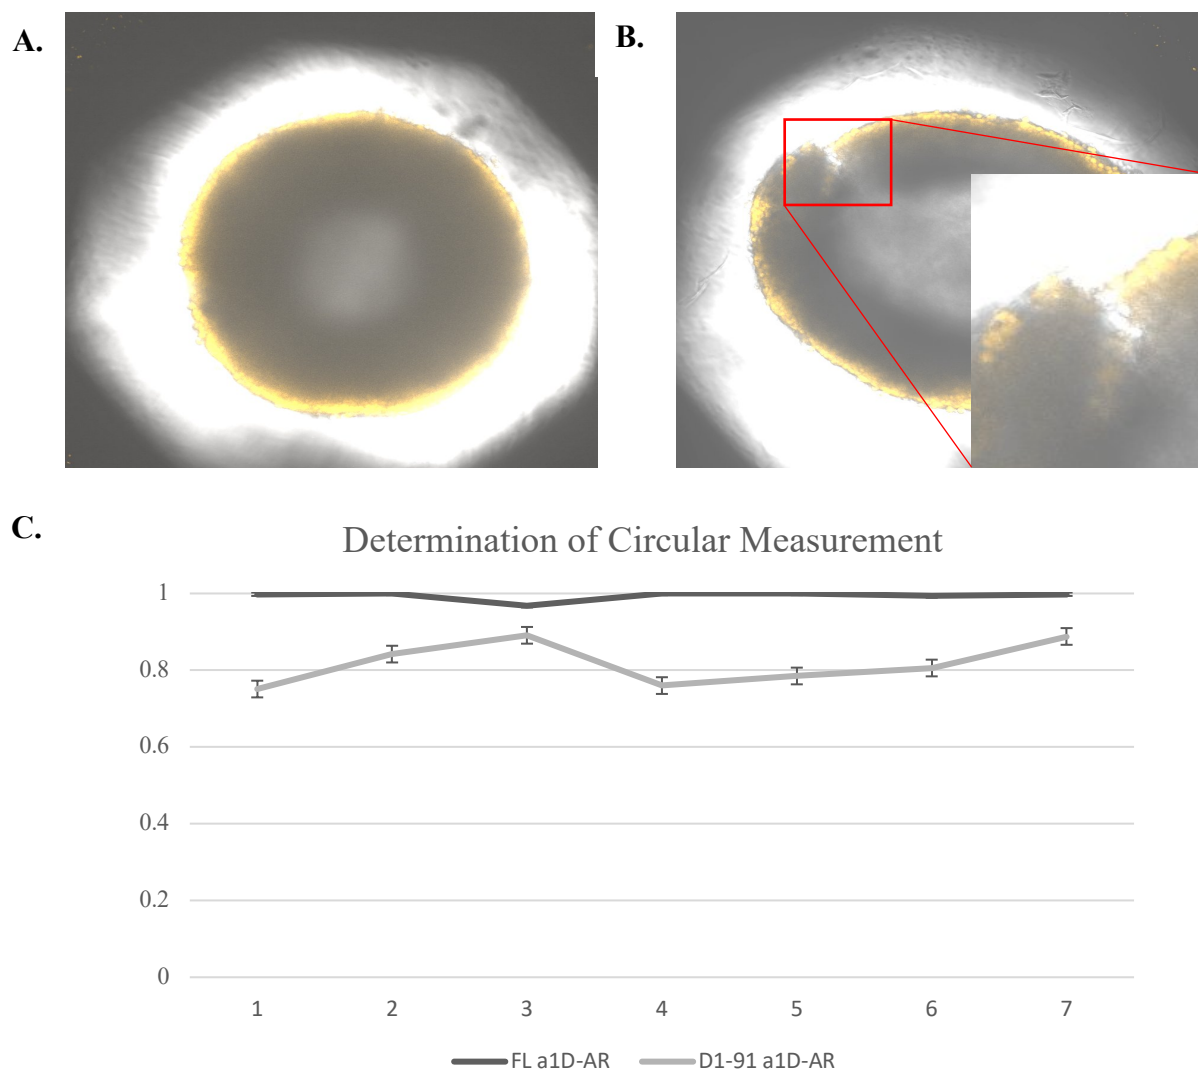 A.
B.
C.
Determination of Circular Measurement
1
0.8
0.6
0.4
0.2
0
1 2 3 4 5 6 7
FL a1D-AR D1-91 a1D-AR